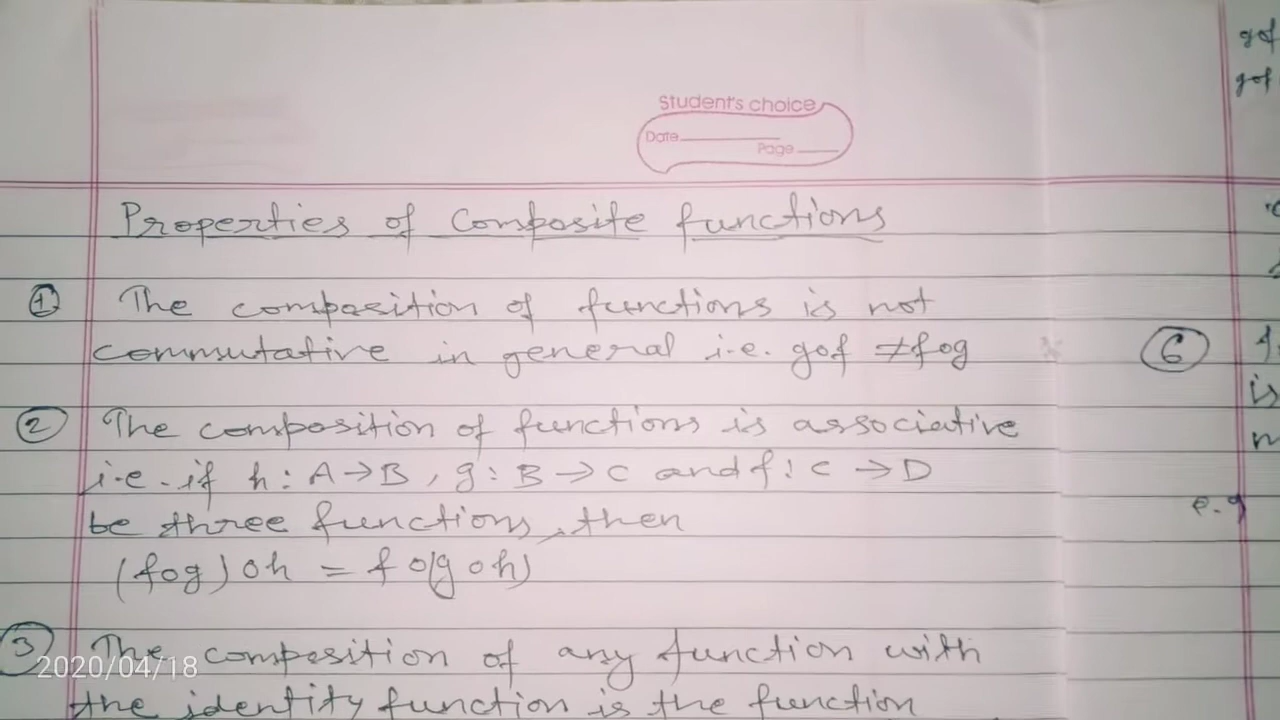 Student's choice
Date
Page
Properties of Composite functions
① The composition of functions is not
commutative in general i.e. gof ≠ fog
② The composition of functions is associative
i.e. if h : A → B , g : B → C and f : C → D
be three functions, then
(fog) oh = f o(g oh)
③ The composition of any function with
the identity function is the function
2020/04/18
gof
gof
⑥
is
e.g